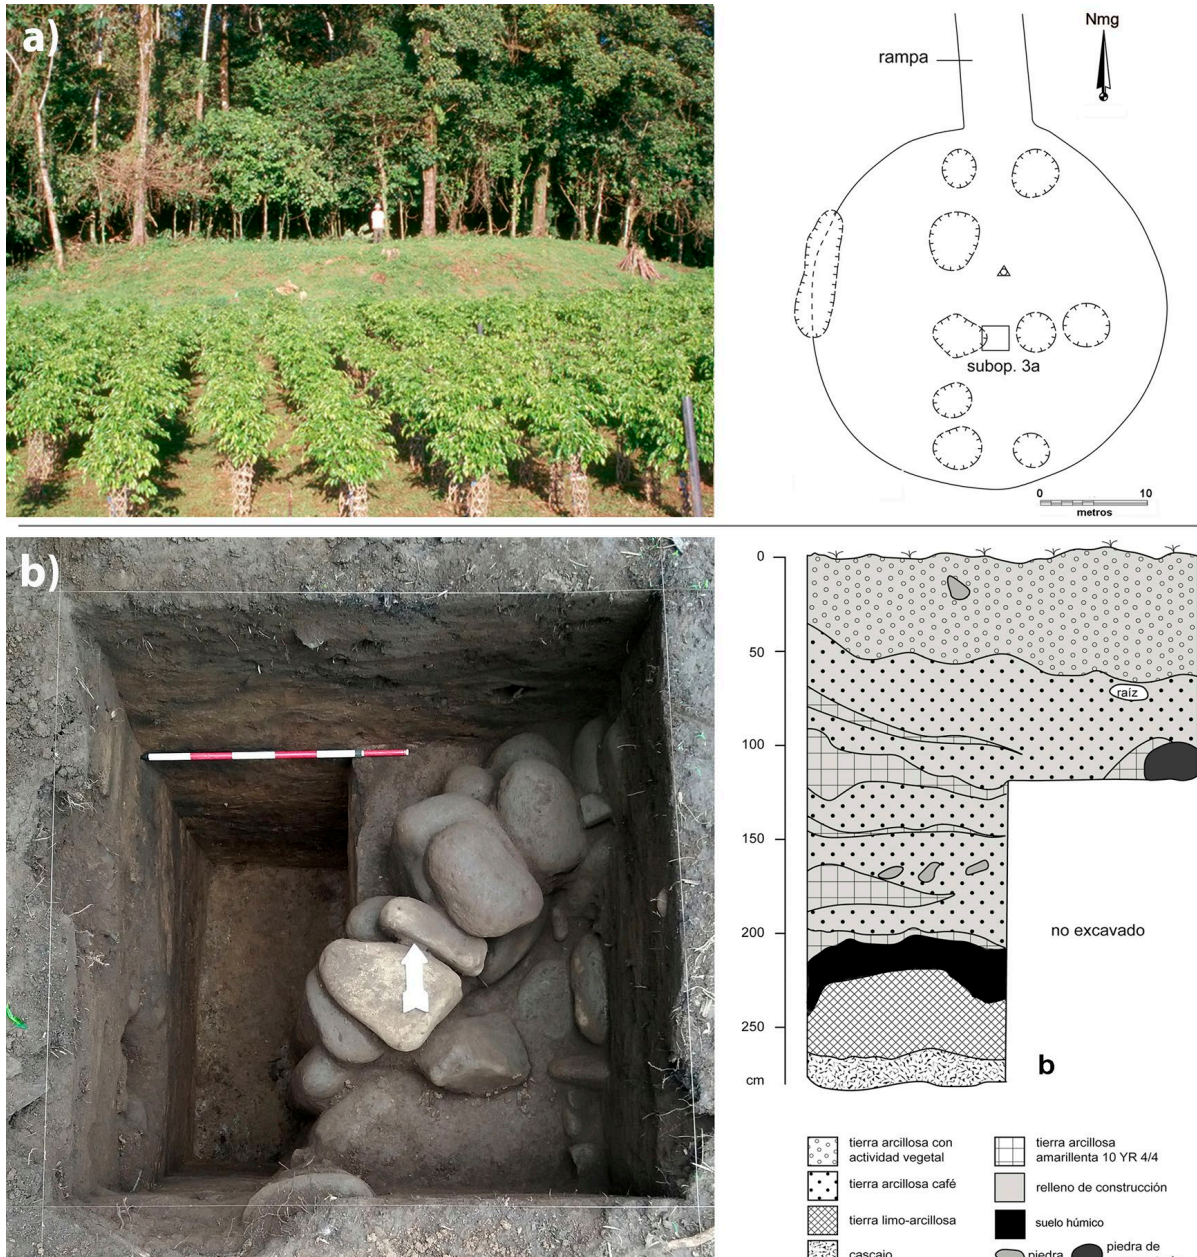 a)
rampa
Nmg
subop. 3a
0 10
metros
b)
0
50
100
150
200
250
cm
raíz
no excavado
b
tierra arcillosa con
actividad vegetal
tierra arcillosa café
tierra limo-arcillosa
cascajo
tierra arcillosa
amarillenta 10 YR 4/4
relleno de construcción
suelo húmico
piedra
piedra de